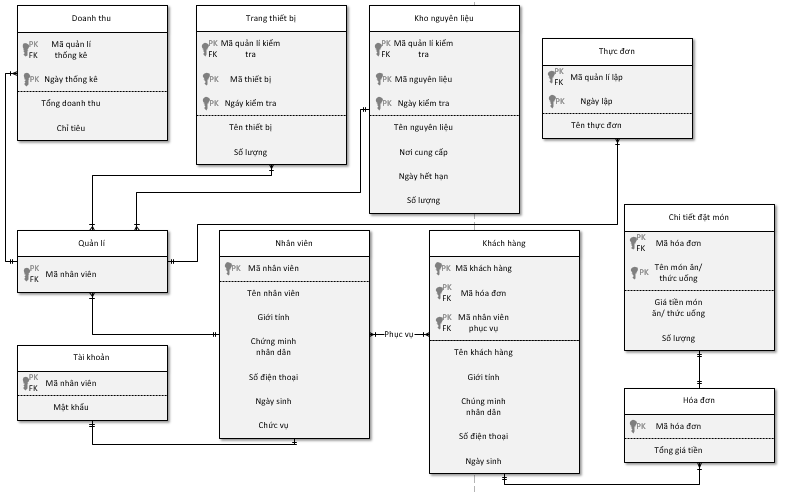 Doanh thu
PK
FK
Mã quản lí
thống kê
PK
Ngày thống kê
Tổng doanh thu
Chỉ tiêu
Trang thiết bị
PK
FK
Mã quản lí kiểm
tra
PK
Mã thiết bị
PK
Ngáy kiểm tra
Tên thiết bị
Số lượng
Kho nguyên liệu
PK
FK
Mã quản lí kiểm
tra
PK
Mã nguyên liệu
PK
Ngày kiểm tra
Tên nguyên liệu
Nơi cung cấp
Ngày hết hạn
Số lượng
Thực đơn
PK
FK
Mã quản lí lập
PK
Ngày lập
Tên thực đơn
Quản lí
PK
FK
Mã nhân viên
Nhân viên
PK
Mã nhân viên
Tên nhân viên
Giới tính
Chứng minh
nhân dân
Số điện thoại
Ngày sinh
Chức vụ
Phục vụ
Khách hàng
PK
Mã khách hàng
PK
FK
Mã hóa đơn
PK
FK
Mã nhân viên
phục vụ
Tên khách hàng
Giới tính
Chúng minh
nhân dân
Số điện thoại
Ngày sinh
Chi tiết đặt món
PK
FK
Mã hóa đơn
PK
Tên món ăn/
thức uống
Giá tiền món
ăn/ thức uống
Số lượng
Tài khoản
PK
FK
Mã nhân viên
Mật khẩu
Hóa đơn
PK
Mã hóa đơn
Tổng giá tiền